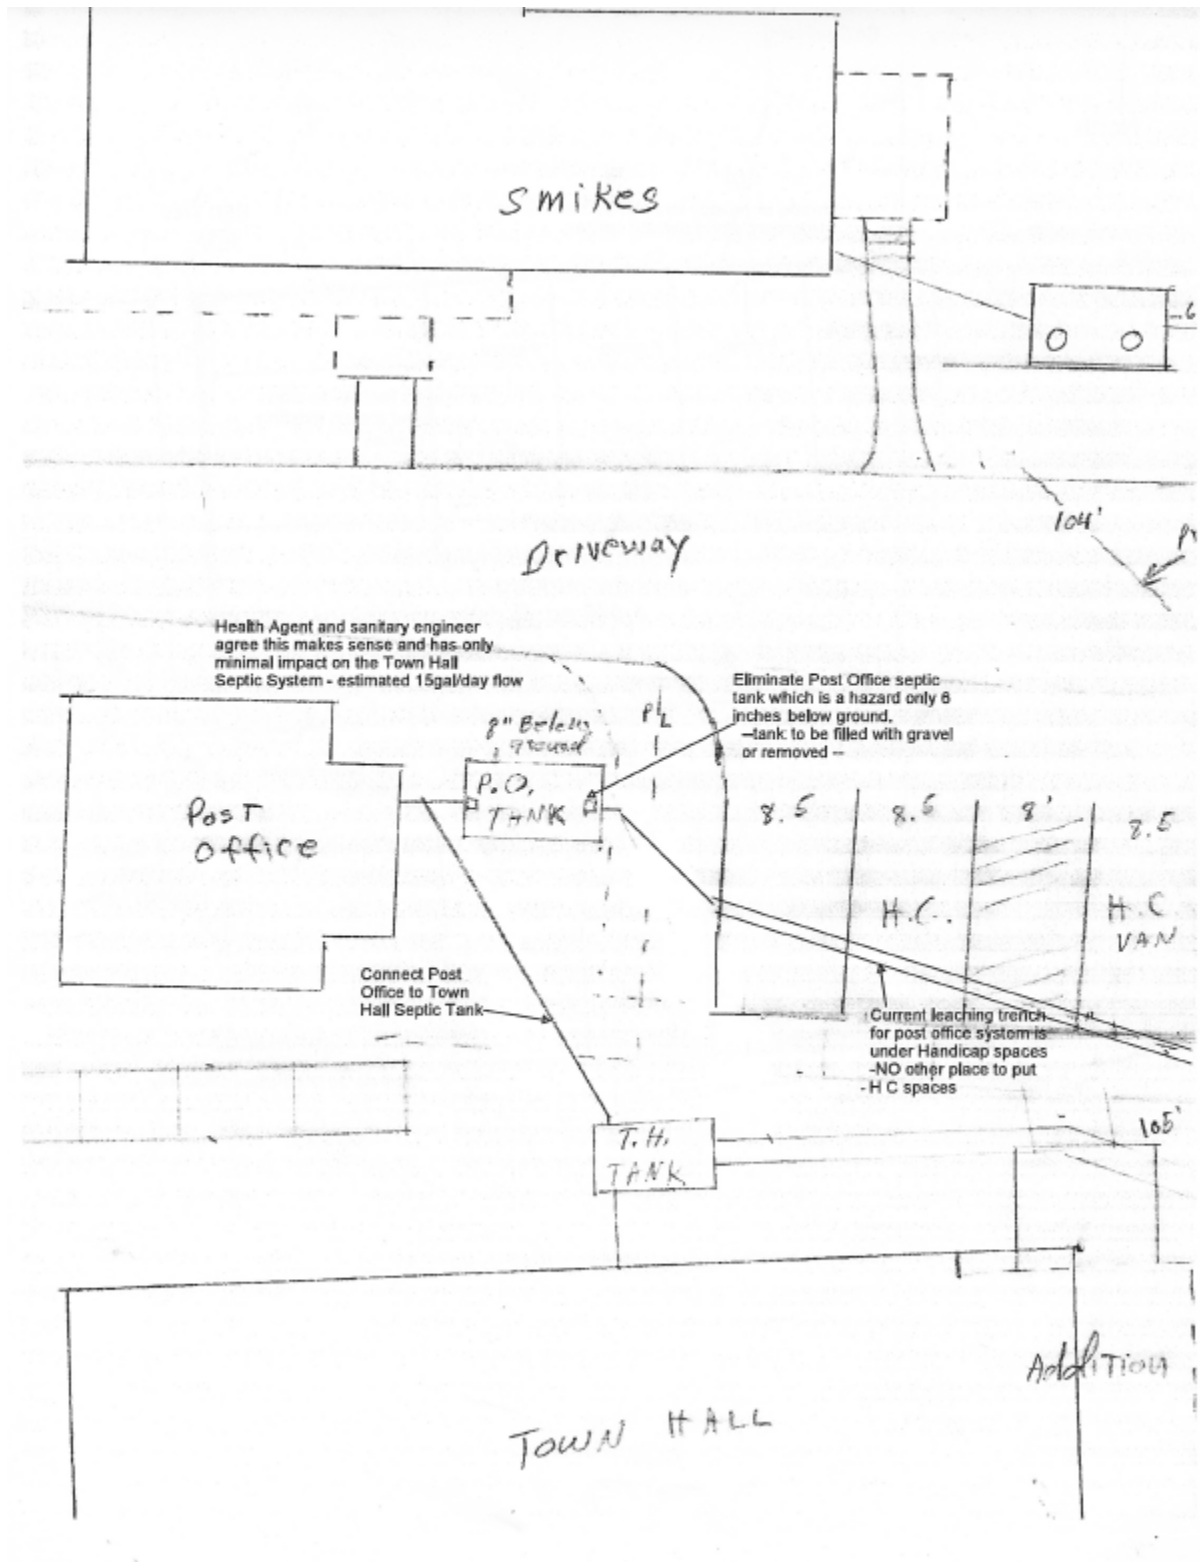 smikes
Driveway
104'
Health Agent and sanitary engineer
agree this makes sense and has only
minimal impact on the Town Hall
Septic System - estimated 15gal/day flow
8" Below
ground
P.O.
TANK
P/L
Eliminate Post Office septic
tank which is a hazard only 6
inches below ground.
--tank to be filled with gravel
or removed --
Post
office
8.5
8.5
8'
8.5
H.C.
H.C
VAN
Connect Post
Office to Town
Hall Septic Tank
Current leaching trench
for post office system is
under Handicap spaces
-NO other place to put
-H C spaces
T.H.
TANK
105'
Addition
TOWN HALL